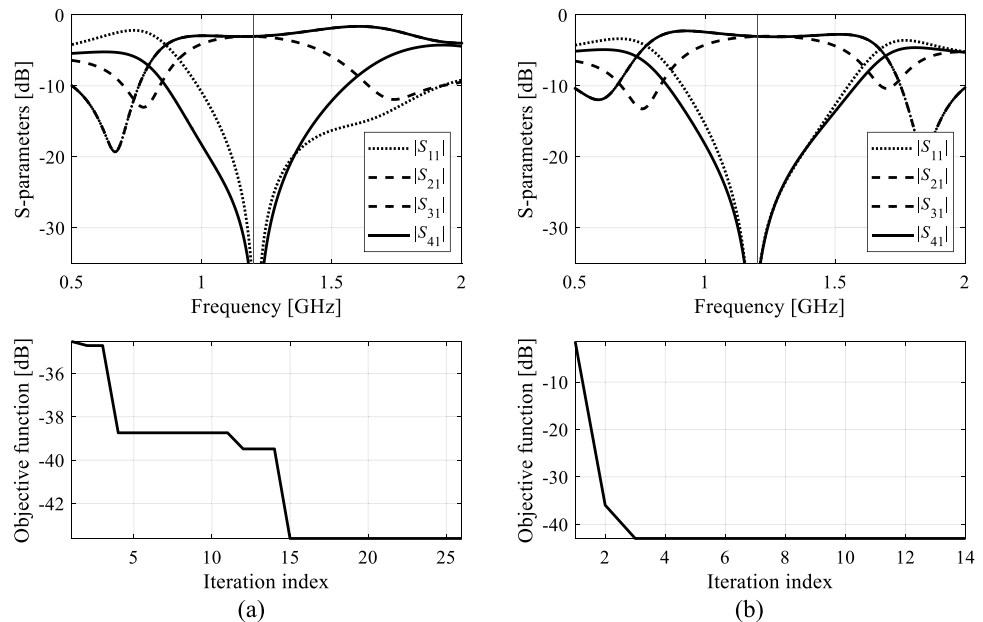 S-parameters [dB]
0
-10
-20
-30
|S11|
|S21|
|S31|
|S41|
0.5
1
1.5
2
Frequency [GHz]
S-parameters [dB]
0
-10
-20
-30
|S11|
|S21|
|S31|
|S41|
0.5
1
1.5
2
Frequency [GHz]
Objective function [dB]
-36
-38
-40
-42
5
10
15
20
25
Iteration index
(a)
Objective function [dB]
-10
-20
-30
-40
2
4
6
8
10
12
14
Iteration index
(b)